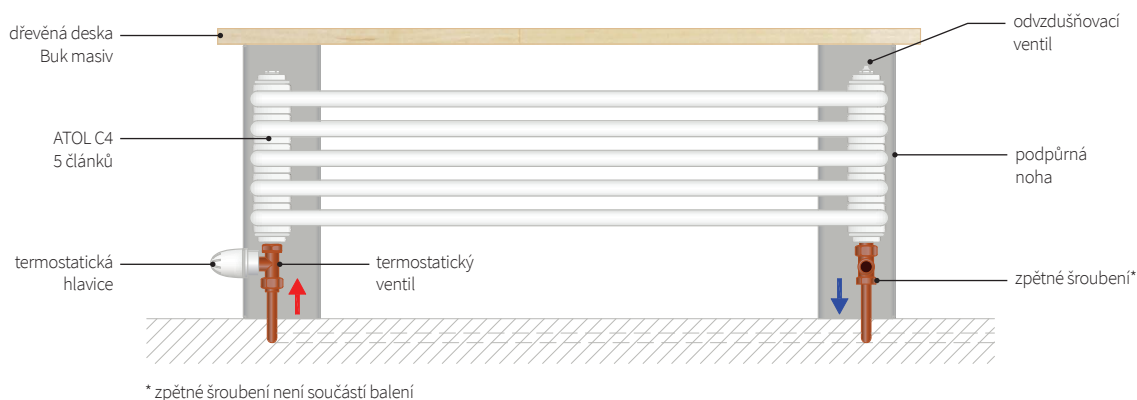 dřevěná deska
Buk masiv
odvzdušňovací
ventil
ATOL C4
5 článků
podpůrná
noha
termostatická
hlavice
termostatický
ventil
zpětné šroubení*
* zpětné šroubení není součástí balení